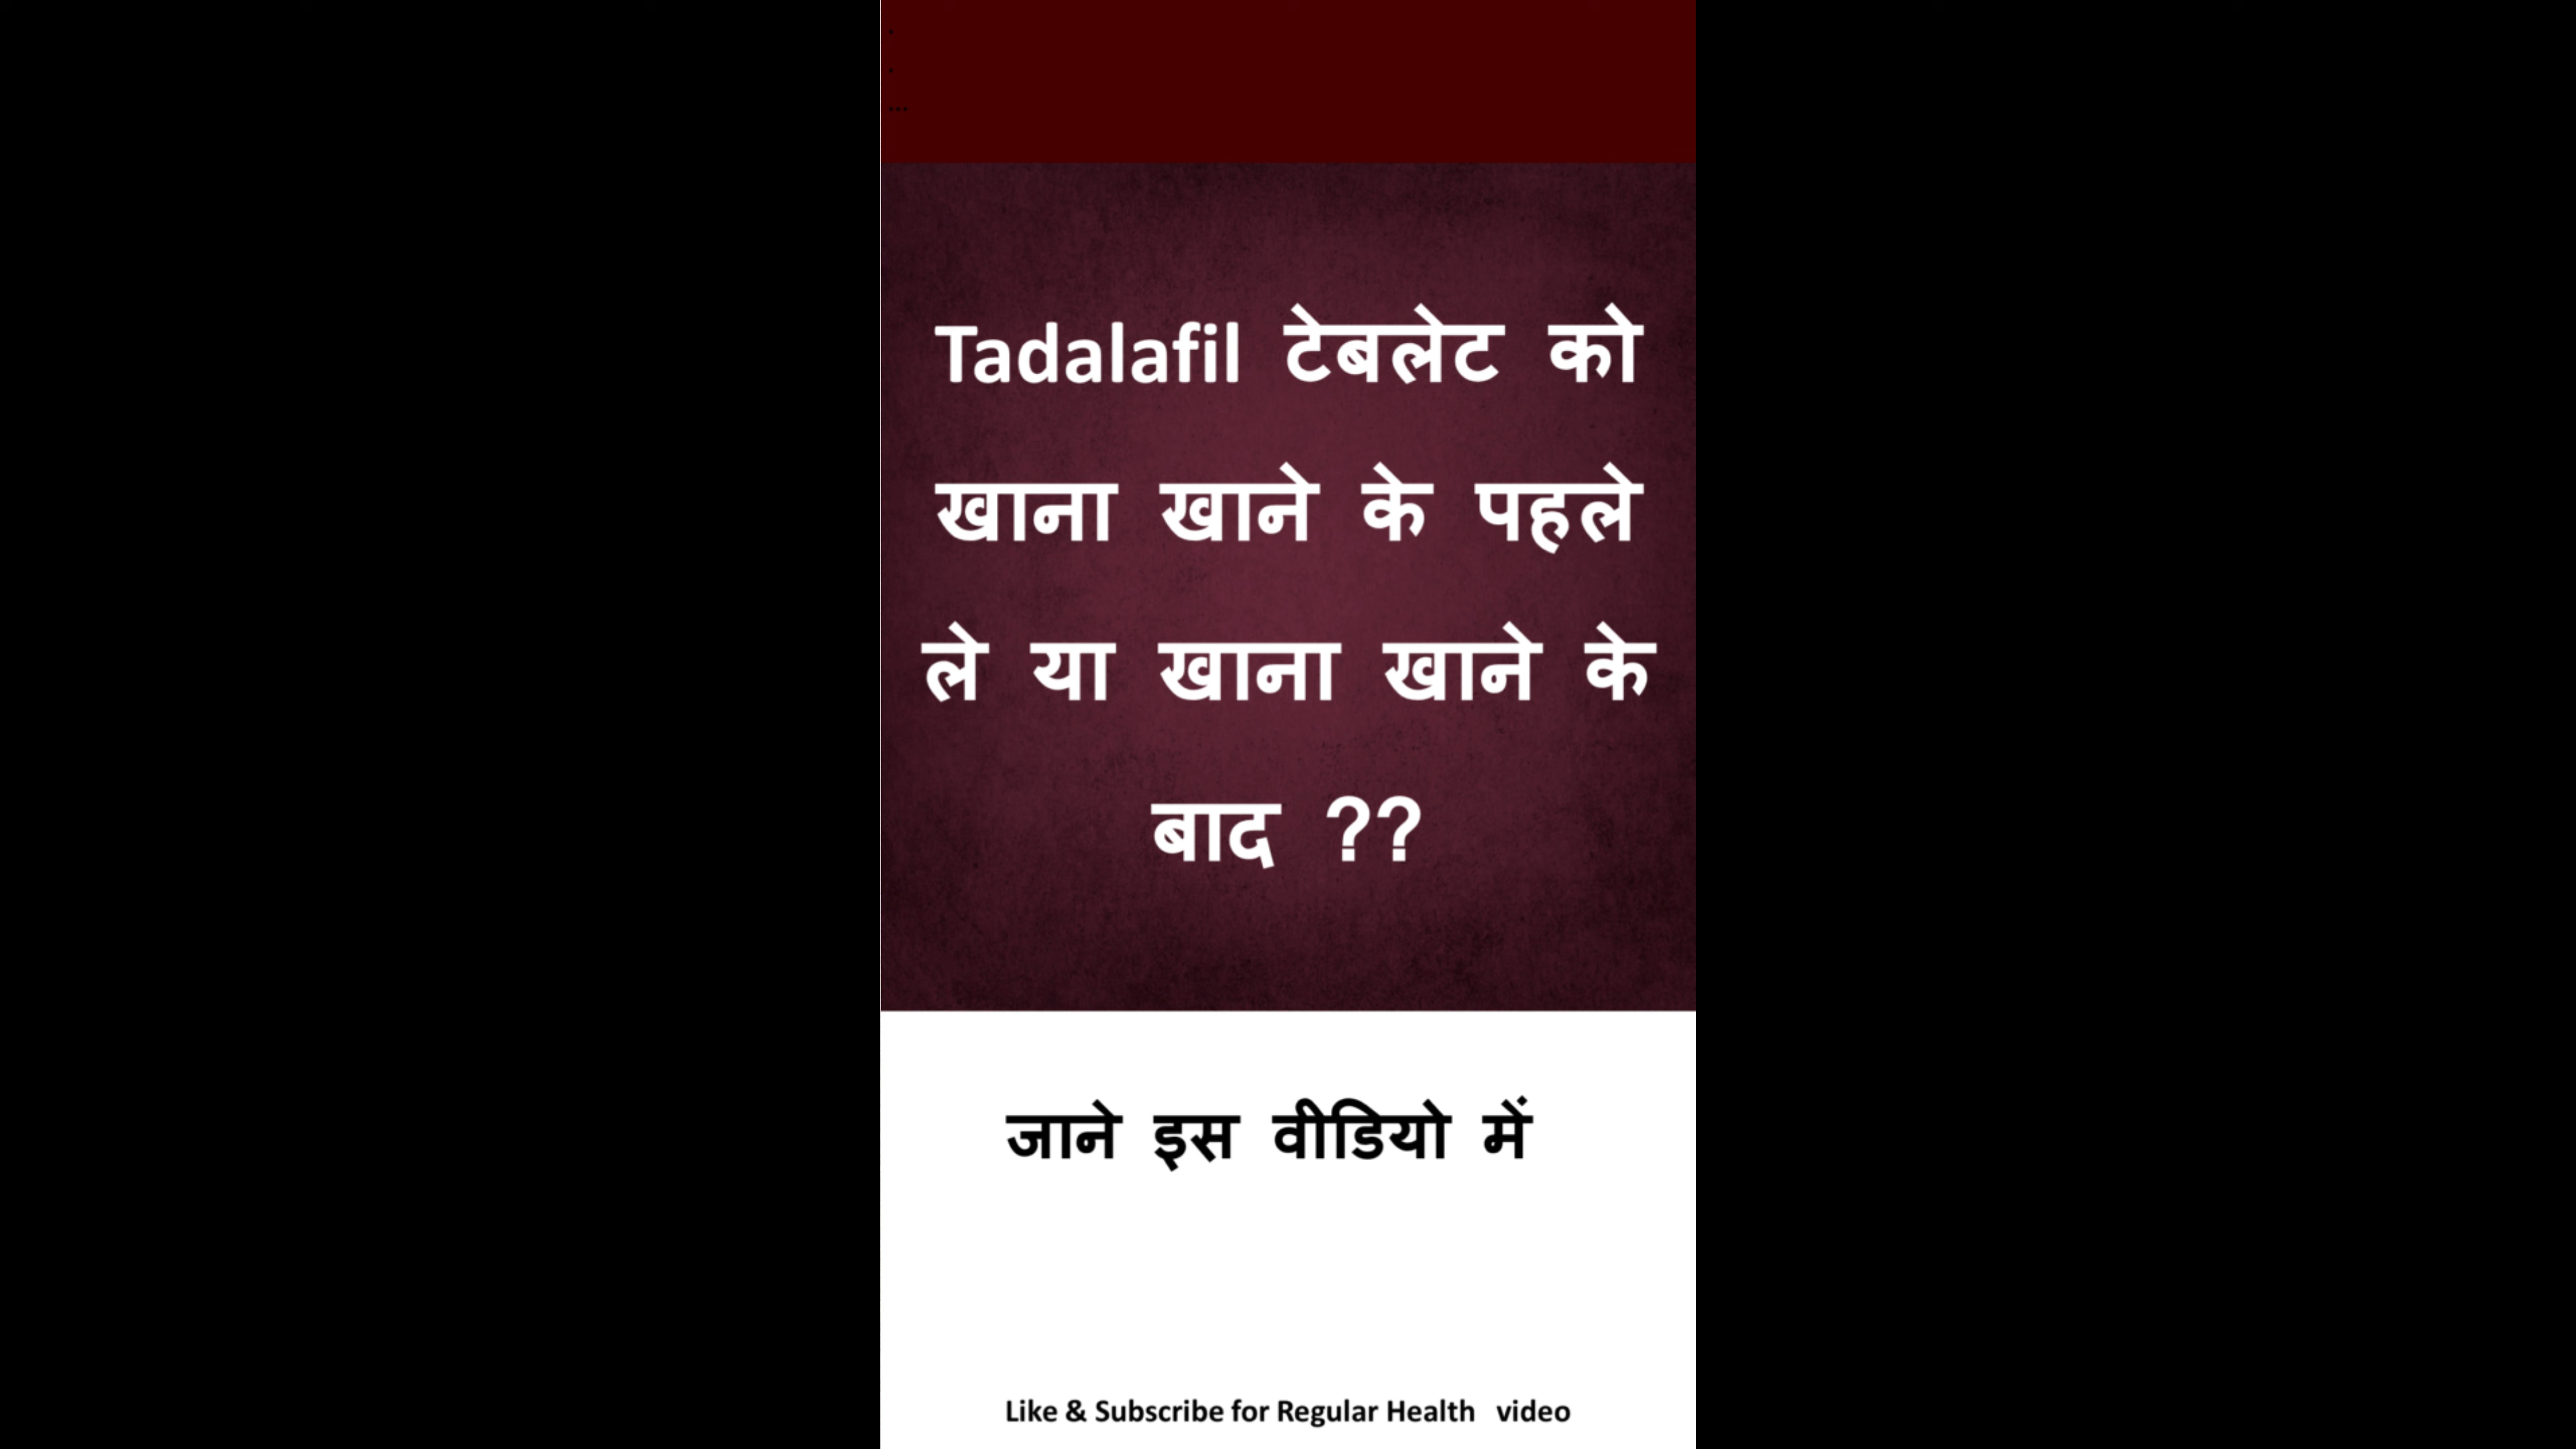 Tadalafil टेबलेट को
खाना खाने के पहले
ले या खाना खाने के
बाद ??
जाने इस वीडियो में
Like & Subscribe for Regular Health video